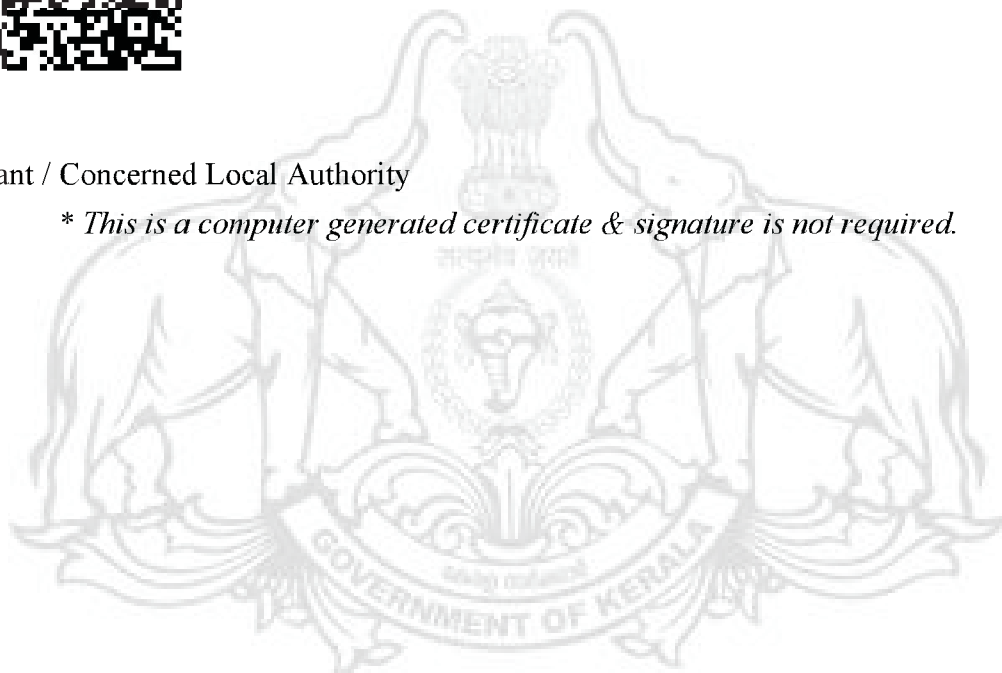 ant / Concerned Local Authority
* This is a computer generated certificate & signature is not required.
सत्यमेव जयते
GOVERNMENT OF KERALA